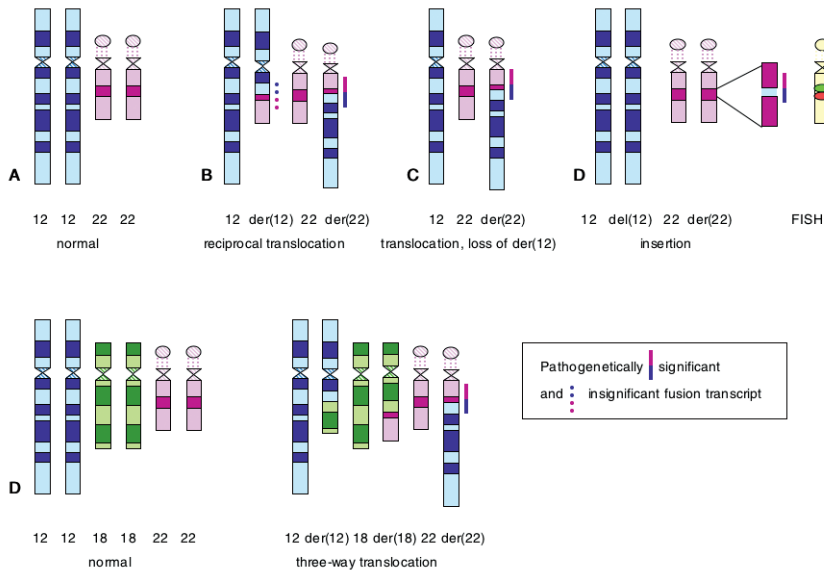 A
B
C
D
12 12 22 22
12 der(12) 22 der(22)
12 22 der(22)
12 del(12) 22 der(22)
FISH
normal
reciprocal translocation
translocation, loss of der(12)
insertion
Pathogenetically significant
and insignificant fusion transcript
D
12 12 18 18 22 22
12 der(12) 18 der(18) 22 der(22)
normal
three-way translocation